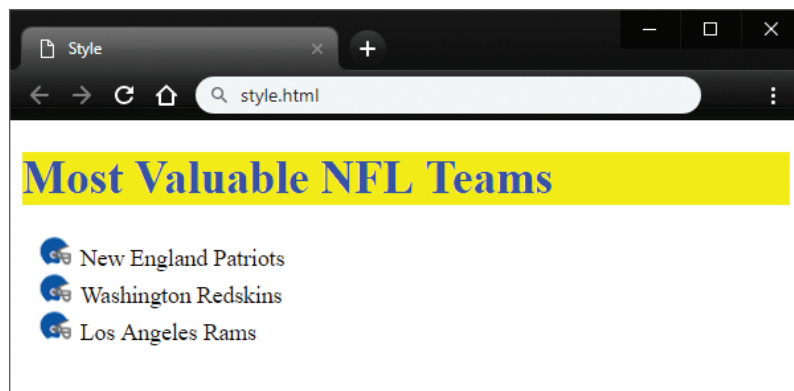 Style
style.html
Most Valuable NFL Teams
New England Patriots
Washington Redskins
Los Angeles Rams